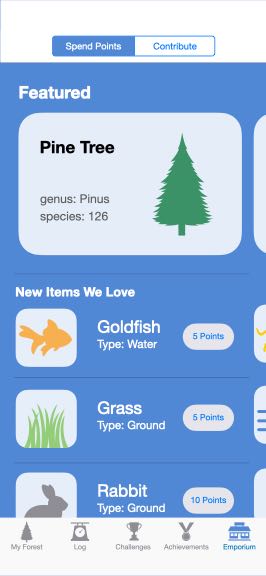 Spend Points
Contribute
Featured
Pine Tree
genus: Pinus
species: 126
New Items We Love
Goldfish
Type: Water
5 Points
Grass
Type: Ground
5 Points
Rabbit
Type: Ground
10 Points
My Forest
Log
Challenges
Achievements
Emporium